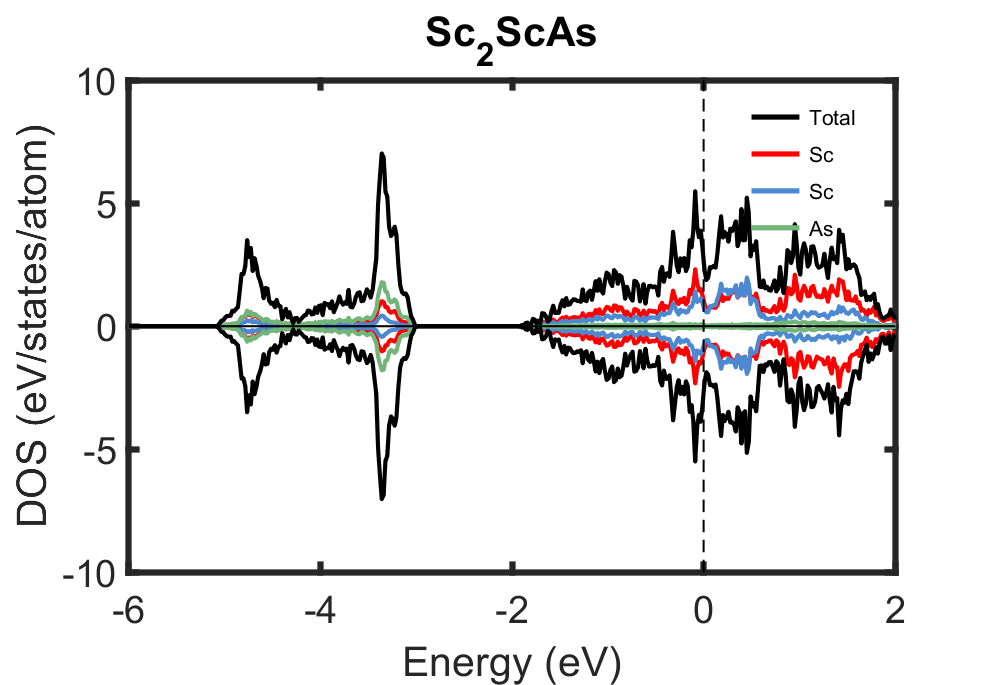 Sc₂ScAs
DOS (eV/states/atom)
10
5
0
-5
-10
Total
Sc
Sc
As
-6
-4
-2
0
2
Energy (eV)